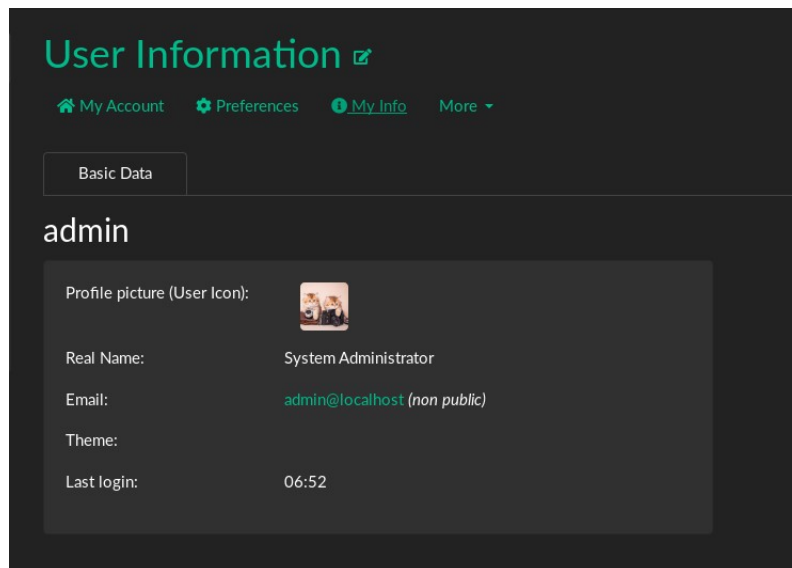 User Information
My Account Preferences My Info More
Basic Data
admin
Profile picture (User Icon):
Real Name: System Administrator
Email: admin@localhost (non public)
Theme:
Last login: 06:52